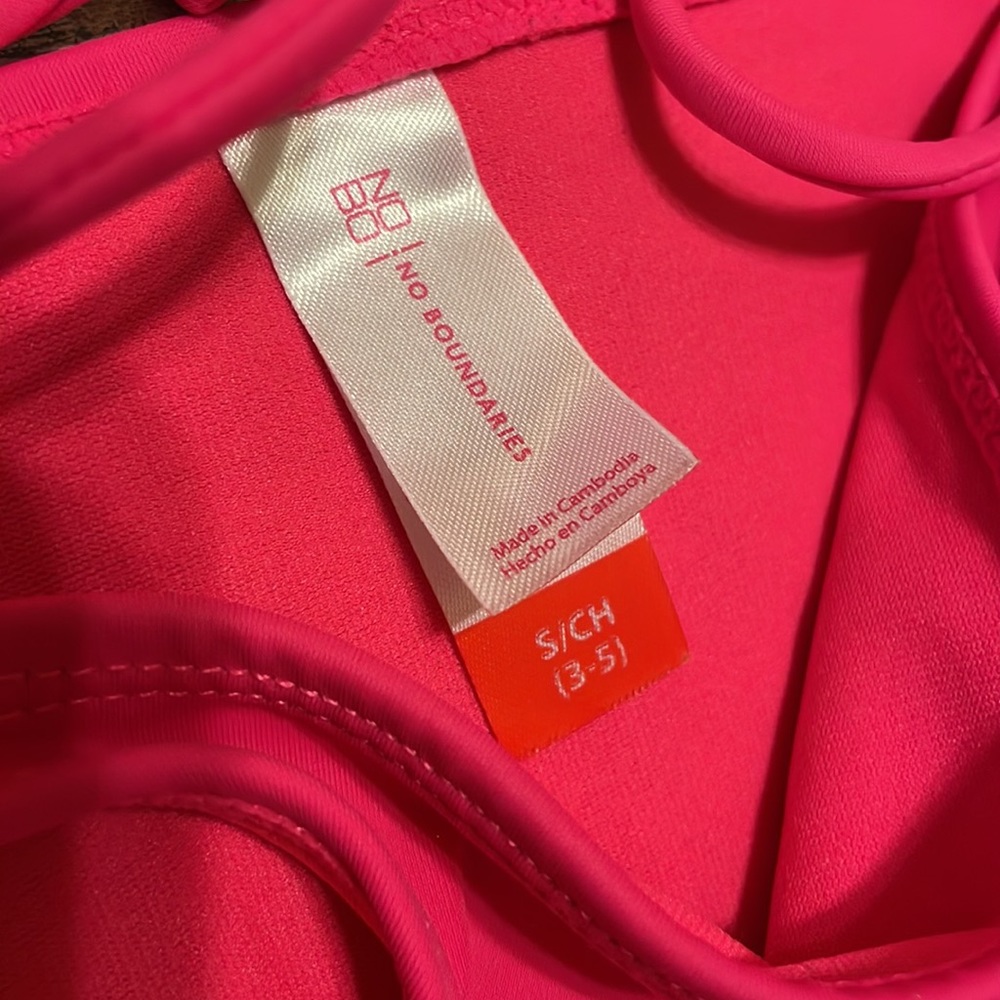 NO
BO
| NO BOUNDARIES
Made in Cambodia
Hecho en Camboya
S/CH
(3-5)